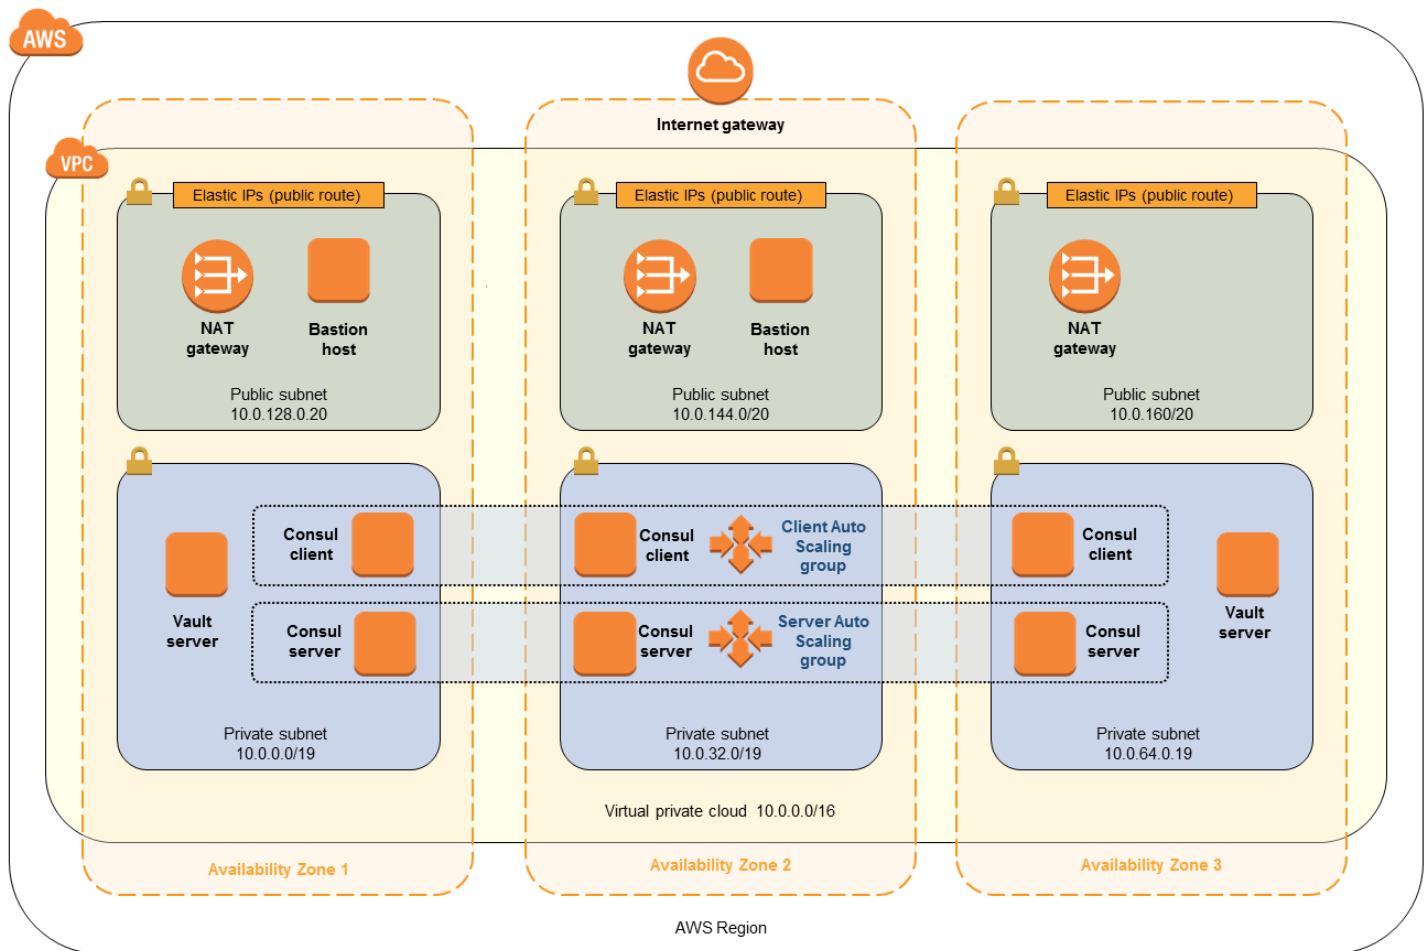 AWS
Internet gateway
VPC
Elastic IPs (public route)
Elastic IPs (public route)
Elastic IPs (public route)
NAT
gateway
Bastion
host
NAT
gateway
Bastion
host
NAT
gateway
Public subnet
10.0.128.0.20
Public subnet
10.0.144.0/20
Public subnet
10.0.160/20
Vault
server
Consul
client
Consul
client
Client Auto
Scaling
group
Consul
client
Consul
server
Consul
server
Server Auto
Scaling
group
Consul
server
Vault
server
Private subnet
10.0.0.0/19
Private subnet
10.0.32.0/19
Private subnet
10.0.64.0.19
Virtual private cloud 10.0.0.0/16
Availability Zone 1
Availability Zone 2
Availability Zone 3
AWS Region